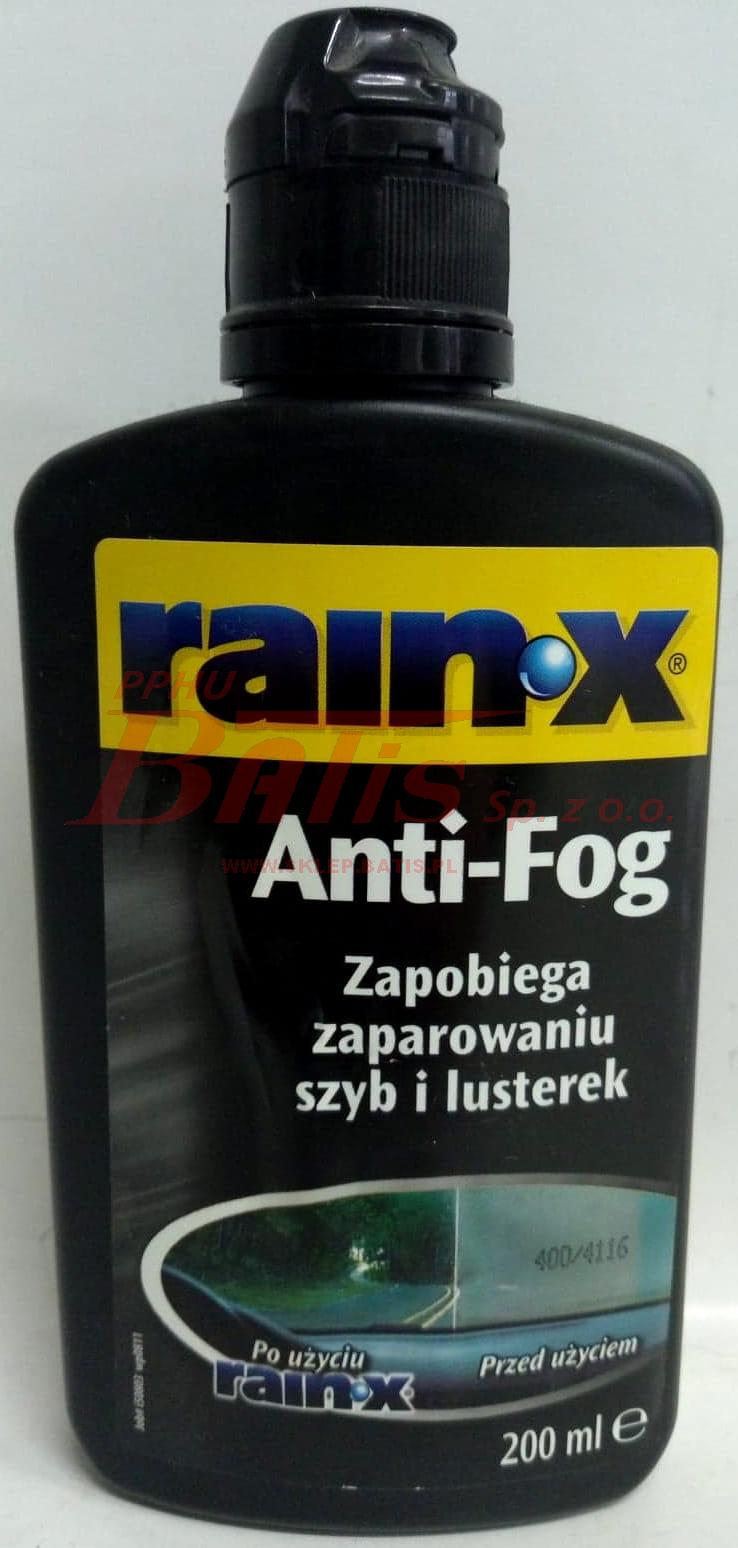 rain·x®
PPHU
Batis Sp. z o.o.
WWW.SKLEP.BATIS.PL
Anti-Fog
Zapobiega
zaparowaniu
szyb i lusterek
400/4116
Po użyciu
rain·x
Przed użyciem
200 ml ℮